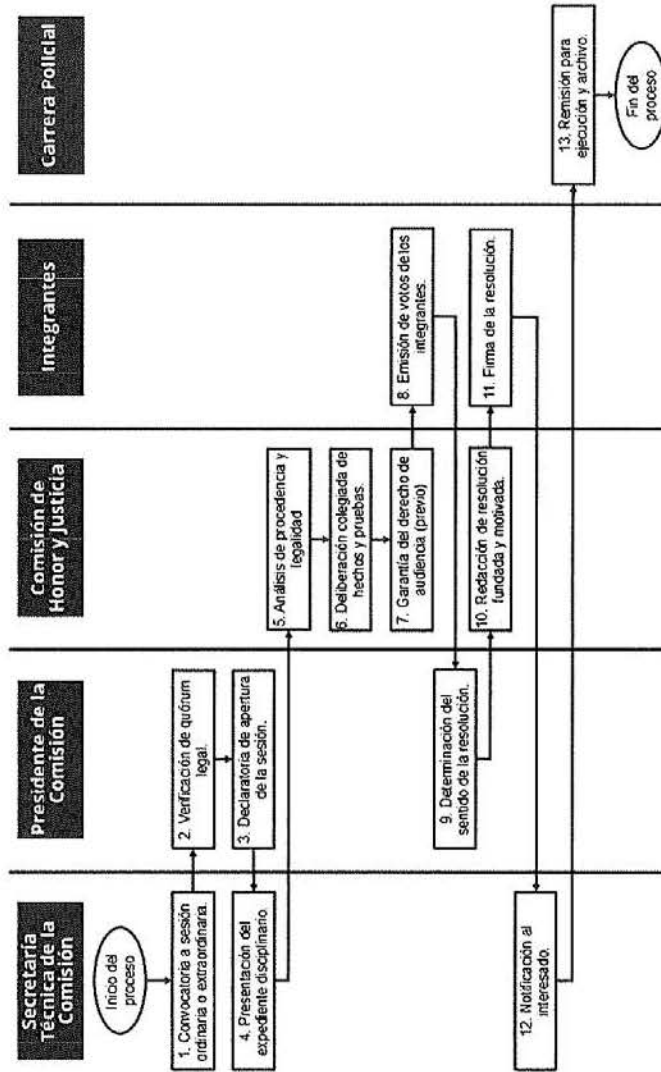 Secretaría
Técnica de la
Comisión
Presidente de la
Comisión
Comisión de
Honor y Justicia
Integrantes
Carrera Policial
Inicio del
proceso
1. Convocatoria a sesión
ordinaria o extraordinaria.
2. Verificación de quórum
legal.
3. Declaratoria de apertura
de la sesión.
4. Presentación del
expediente disciplinario.
5. Análisis de procedencia y
legalidad
6. Deliberación colegiada de
hechos y pruebas.
7. Garantía del derecho de
audiencia (previo)
8. Emisión de votos de los
integrantes.
9. Determinación del
sentido de la resolución.
10. Redacción de resolución
fundada y motivada.
11. Firma de la resolución.
12. Notificación al
interesado.
13. Remisión para
ejecución y archivo.
Fin del
proceso